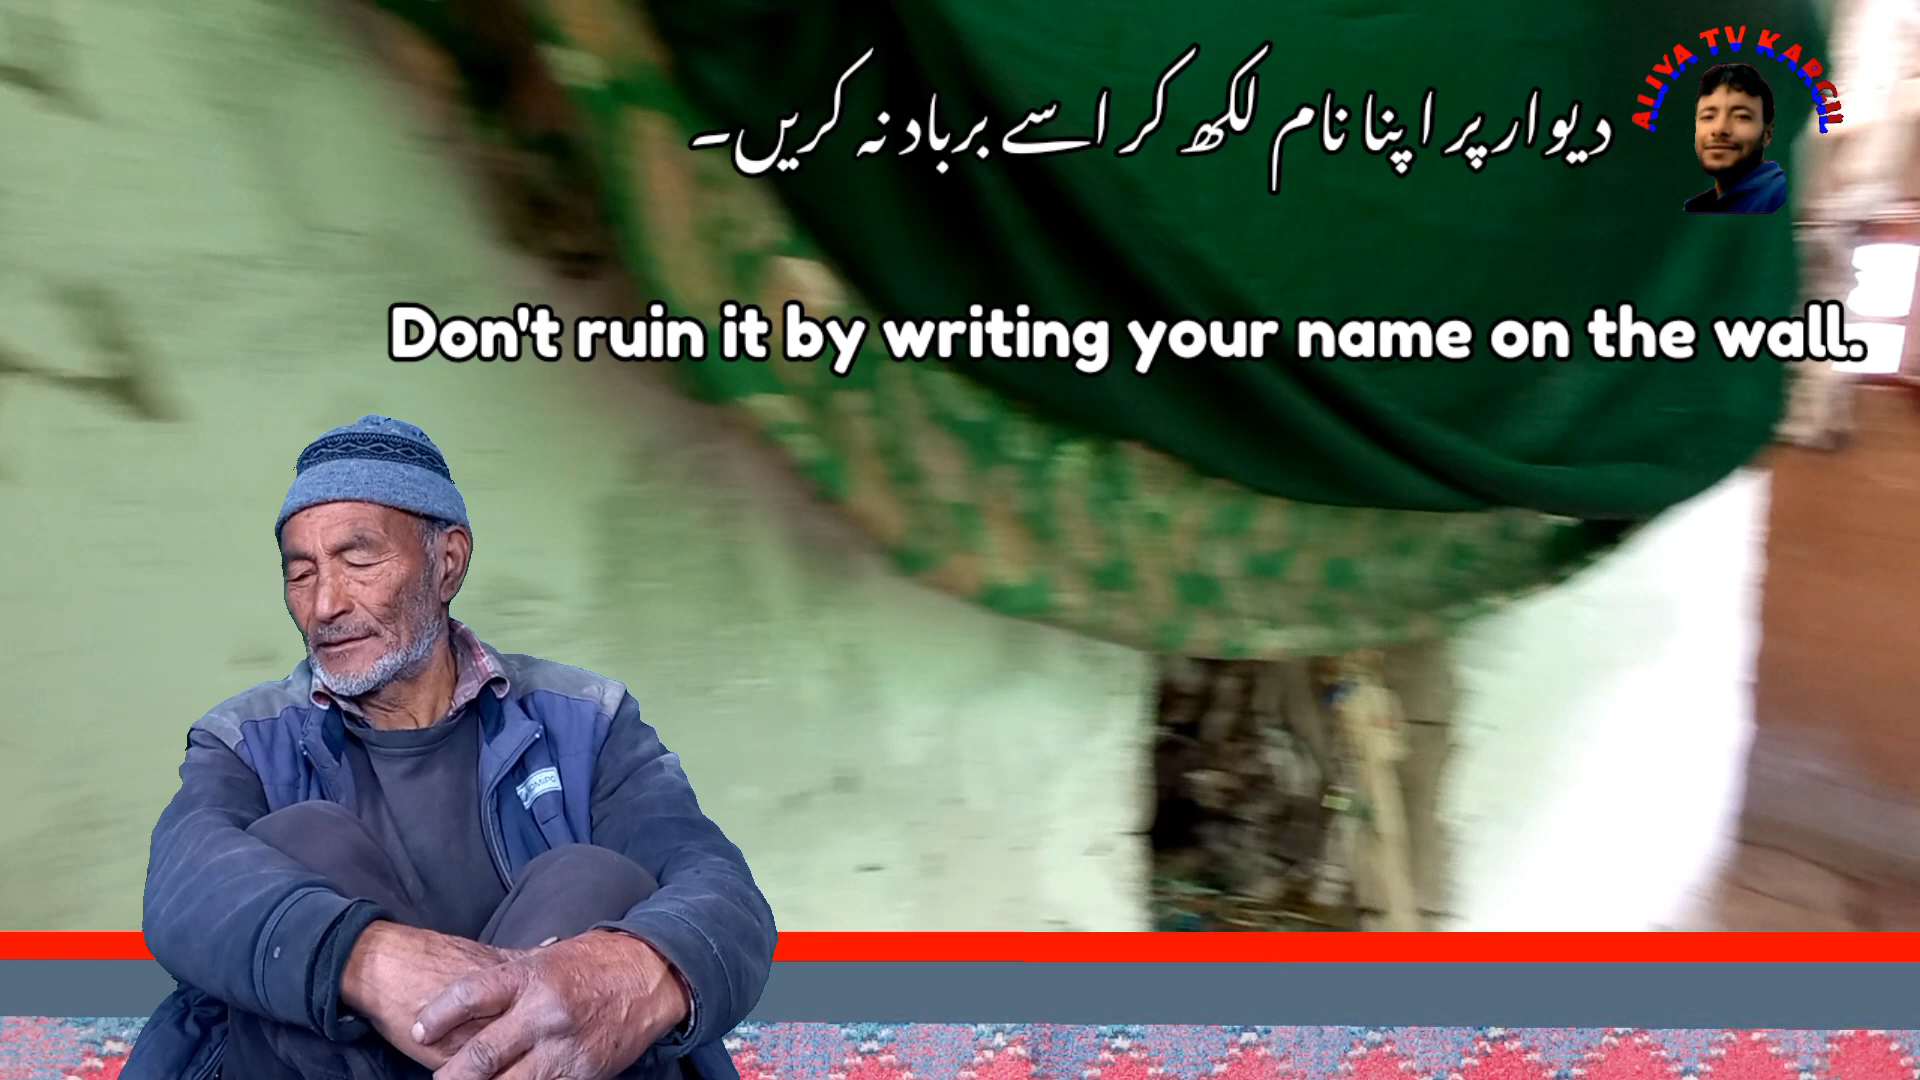 ALIYA TV KARGIL
دیوار پر اپنا نام لکھ کر اسے برباد نہ کریں۔
Don't ruin it by writing your name on the wall.